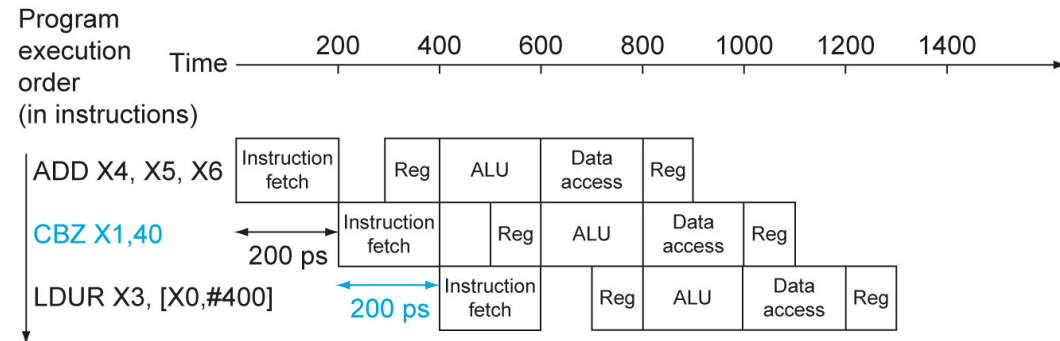 Program
execution
order
(in instructions)
Time
200 400 600 800 1000 1200 1400
ADD X4, X5, X6
Instruction
fetch
Reg
ALU
Data
access
Reg
CBZ X1,40
200 ps
Instruction
fetch
Reg
ALU
Data
access
Reg
LDUR X3, [X0,#400]
200 ps
Instruction
fetch
Reg
ALU
Data
access
Reg